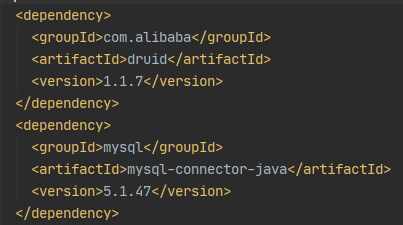 <dependency>
<groupId>com.alibaba</groupId>
<artifactId>druid</artifactId>
<version>1.1.7</version>
</dependency>
<dependency>
<groupId>mysql</groupId>
<artifactId>mysql-connector-java</artifactId>
<version>5.1.47</version>
</dependency>